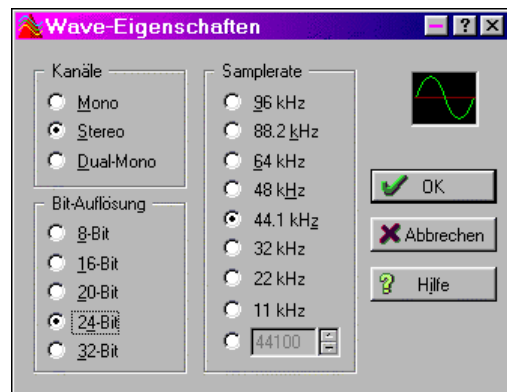 Wave-Eigenschaften
Kanäle
Mono
Stereo
Dual-Mono
Bit-Auflösung
8-Bit
16-Bit
20-Bit
24-Bit
32-Bit
Samplerate
96 kHz
88.2 kHz
64 kHz
48 kHz
44.1 kHz
32 kHz
22 kHz
11 kHz
44100
OK
Abbrechen
Hilfe